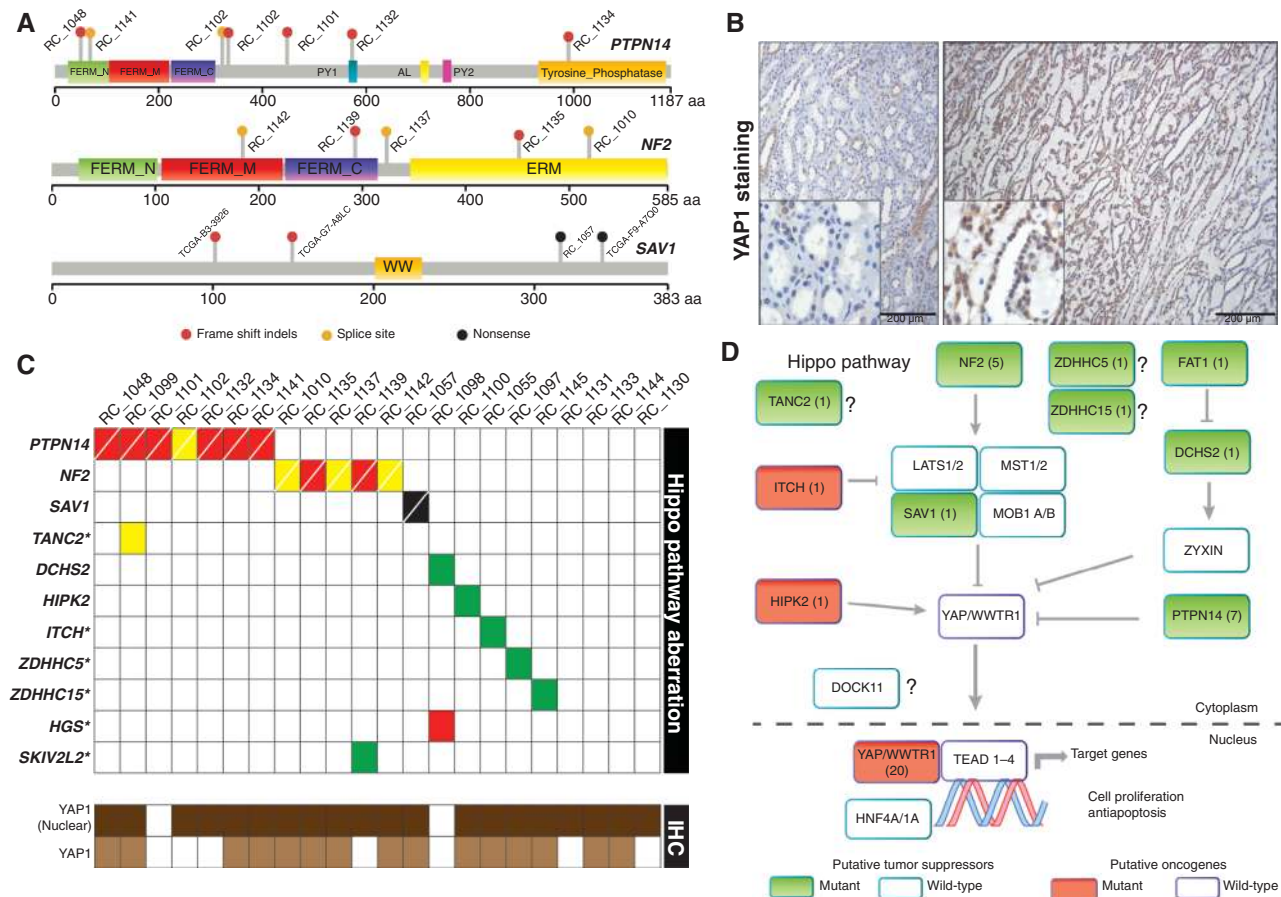 A
RC_1048
RC_1141
RC_1102
RC_1102
RC_1101
RC_1132
RC_1134
PTPN14
FERM_N
FERM_M
FERM_C
PY1
AL
PY2
Tyrosine_Phosphatase
0 200 400 600 800 1000 1187 aa
RC_1142
RC_1139
RC_1137
RC_1135
RC_1010
NF2
FERM_N
FERM_M
FERM_C
ERM
0 100 200 300 400 500 585 aa
TCGA-B3-3926
TCGA-G7-A8LC
RC_1057
TCGA-F9-A7Q0
SAV1
WW
0 100 200 300 383 aa
Frame shift indels
Splice site
Nonsense
B
YAP1 staining
200 µm
200 µm
C
RC_1048
RC_1099
RC_1101
RC_1102
RC_1132
RC_1134
RC_1141
RC_1010
RC_1135
RC_1137
RC_1139
RC_1142
RC_1057
RC_1098
RC_1100
RC_1055
RC_1097
RC_1145
RC_1131
RC_1133
RC_1144
RC_1130
PTPN14
NF2
SAV1
TANC2*
DCHS2
HIPK2
ITCH*
ZDHHC5*
ZDHHC15*
HGS*
SKIV2L2*
Hippo pathway aberration
YAP1
(Nuclear)
YAP1
IHC
D
Hippo pathway
NF2 (5)
ZDHHC5 (1) ?
ZDHHC15 (1) ?
FAT1 (1)
TANC2 (1) ?
DCHS2 (1)
LATS1/2
MST1/2
ITCH (1)
SAV1 (1)
MOB1 A/B
ZYXIN
HIPK2 (1)
YAP/WWTR1
PTPN14 (7)
DOCK11 ?
Cytoplasm
Nucleus
YAP/WWTR1
(20)
TEAD 1–4
Target genes
HNF4A/1A
Cell proliferation
antiapoptosis
Putative tumor suppressors
Mutant
Wild-type
Putative oncogenes
Mutant
Wild-type